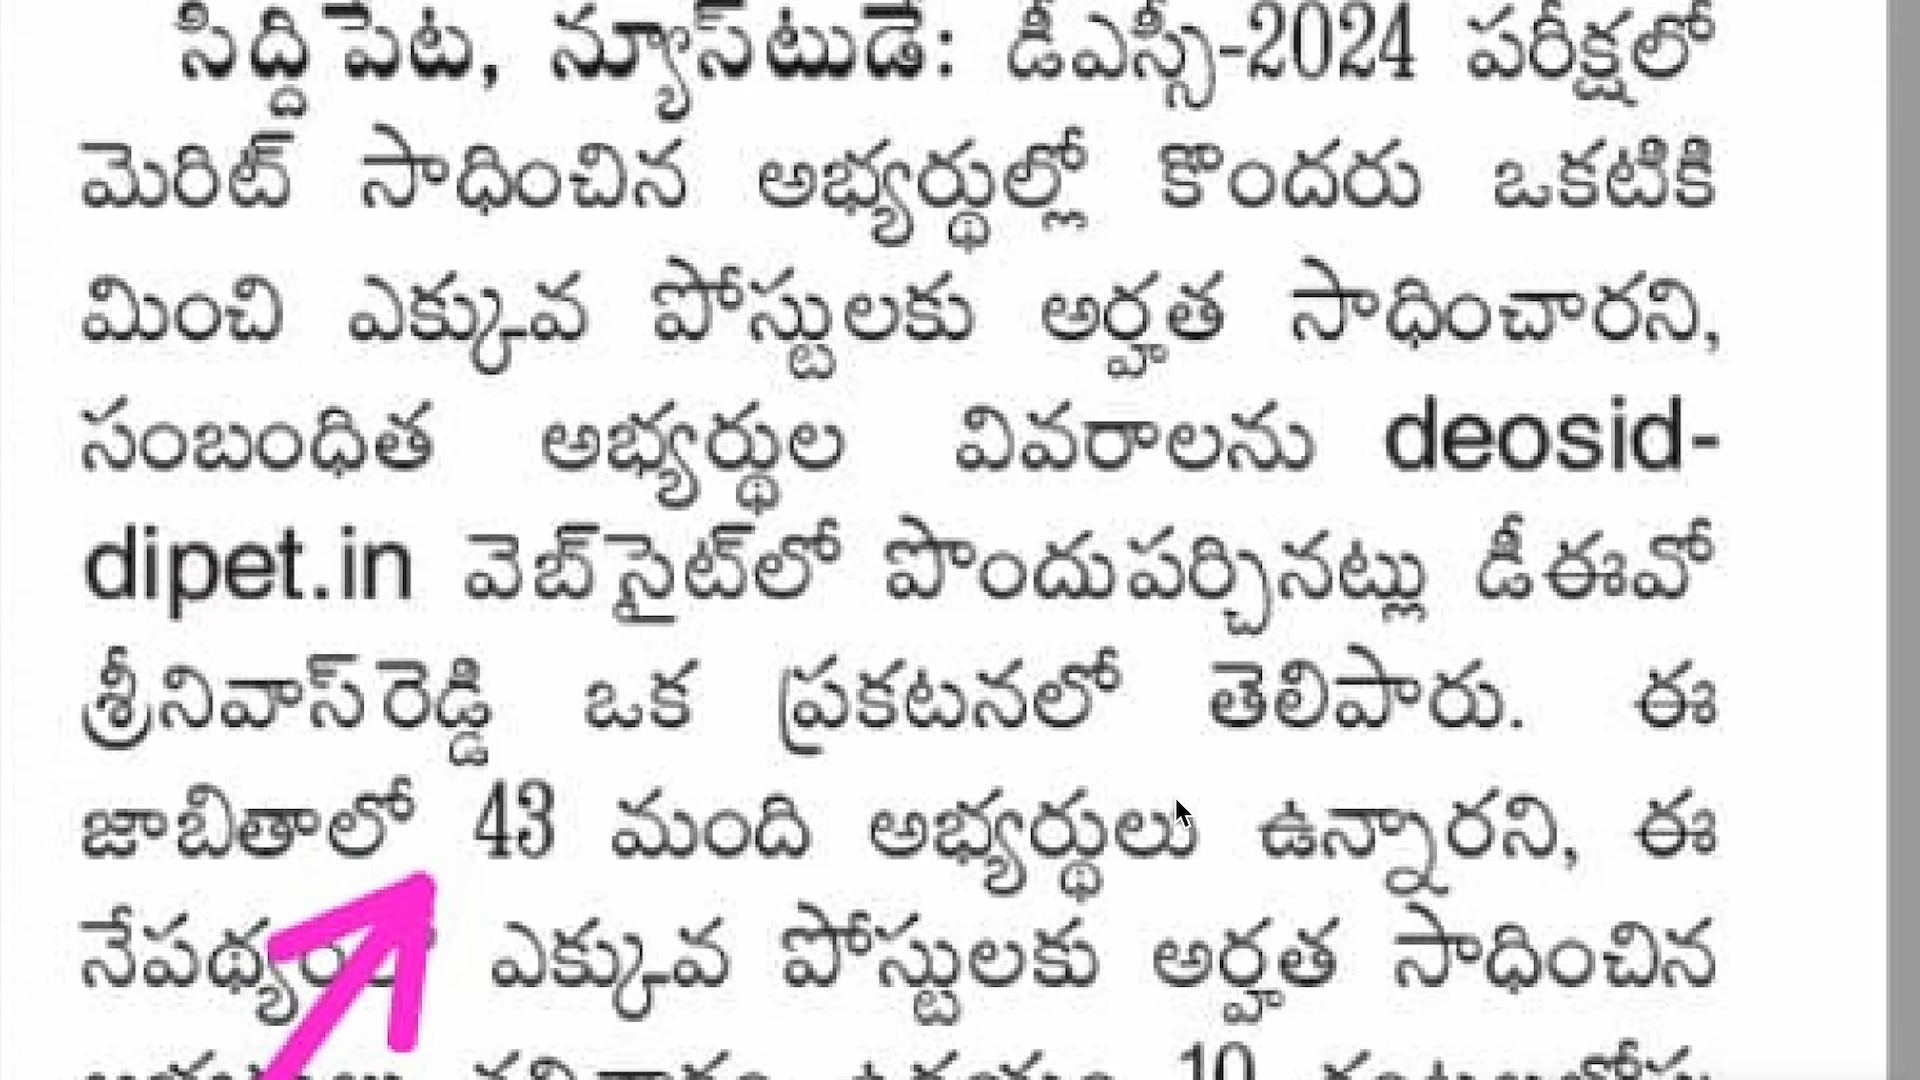 సిద్దిపేట, న్యూస్‌టుడే: డీఎస్సీ-2024 పరీక్షలో
మెరిట్ సాధించిన అభ్యర్థుల్లో కొందరు ఒకటికి
మించి ఎక్కువ పోస్టులకు అర్హత సాధించారని,
సంబంధిత అభ్యర్థుల వివరాలను deosid-
dipet.in వెబ్‌సైట్‌లో పొందుపర్చినట్లు డీఈవో
శ్రీనివాస్‌రెడ్డి ఒక ప్రకటనలో తెలిపారు. ఈ
జాబితాలో 43 మంది అభ్యర్థులు ఉన్నారని, ఈ
ఎక్కువ పోస్టులకు అర్హత సాధించిన
10